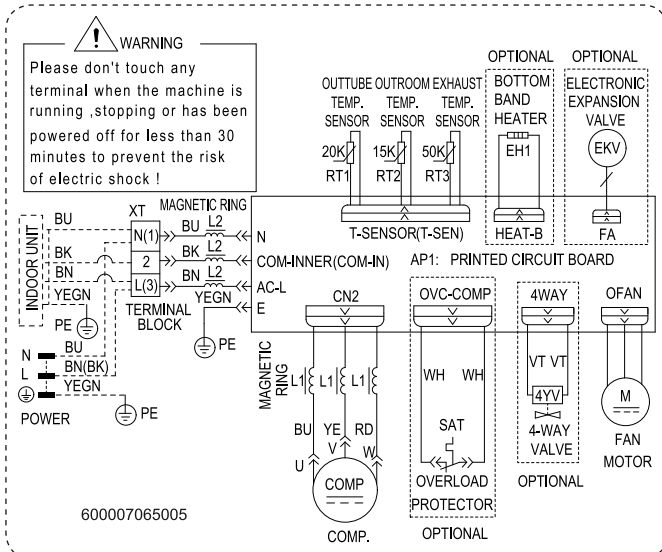 WARNING
Please don't touch any
terminal when the machine is
running ,stopping or has been
powered off for less than 30
minutes to prevent the risk
of electric shock !
OUTTUBE OUTROOM EXHAUST
TEMP. TEMP. TEMP.
SENSOR SENSOR SENSOR
20K 15K 50K
RT1 RT2 RT3
OPTIONAL
BOTTOM
BAND
HEATER
EH1
OPTIONAL
ELECTRONIC
EXPANSION
VALVE
EKV
T-SENSOR(T-SEN)
HEAT-B
FA
INDOOR UNIT
BU
BK
BN
YEGN
PE
XT
N(1)
2
L(3)
TERMINAL
BLOCK
MAGNETIC RING
BU L2
BK L2
BN L2
YEGN
PE
N
COM-INNER(COM-IN)
AC-L
E
AP1: PRINTED CIRCUIT BOARD
N
L
POWER
BU
BN(BK)
YEGN
PE
CN2
MAGNETIC
RING
L1 L1 L1
BU YE RD
U V W
COMP
COMP.
OVC-COMP
WH WH
SAT
OVERLOAD
PROTECTOR
OPTIONAL
4WAY
VT VT
4YV
4-WAY
VALVE
OPTIONAL
OFAN
M
FAN
MOTOR
600007065005